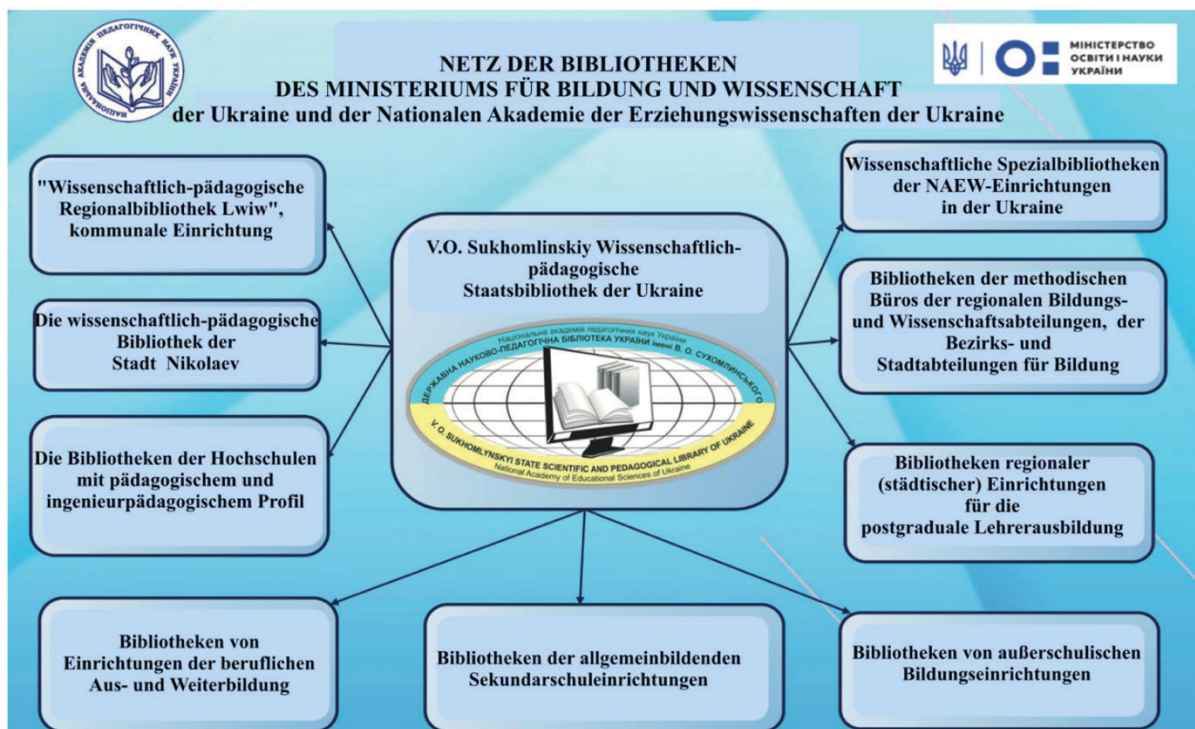 НАЦІОНАЛЬНА АКАДЕМІЯ ПЕДАГОГІЧНИХ НАУК УКРАЇНИ
NETZ DER BIBLIOTHEKEN
DES MINISTERIUMS FÜR BILDUNG UND WISSENSCHAFT
der Ukraine und der Nationalen Akademie der Erziehungswissenschaften der Ukraine
МІНІСТЕРСТВО
ОСВІТИ І НАУКИ
УКРАЇНИ
"Wissenschaftlich-pädagogische
Regionalbibliothek Lwiw",
kommunale Einrichtung
Die wissenschaftlich-pädagogische
Bibliothek der
Stadt Nikolaev
Die Bibliotheken der Hochschulen
mit pädagogischem und
ingenieurpädagogischem Profil
V.O. Sukhomlinskiy Wissenschaftlich-
pädagogische
Staatsbibliothek der Ukraine
Національна академія педагогічних наук України
ДЕРЖАВНА НАУКОВО-ПЕДАГОГІЧНА БІБЛІОТЕКА УКРАЇНИ імені В. О. СУХОМЛИНСЬКОГО
V. O. SUKHOMLYNSKYI STATE SCIENTIFIC AND PEDAGOGICAL LIBRARY OF UKRAINE
National Academy of Educational Sciences of Ukraine
Wissenschaftliche Spezialbibliotheken
der NAEW-Einrichtungen
in der Ukraine
Bibliotheken der methodischen
Büros der regionalen Bildungs-
und Wissenschaftsabteilungen, der
Bezirks- und
Stadtabteilungen für Bildung
Bibliotheken regionaler
(städtischer) Einrichtungen
für die
postgraduale Lehrerausbildung
Bibliotheken von
Einrichtungen der beruflichen
Aus- und Weiterbildung
Bibliotheken der allgemeinbildenden
Sekundarschuleinrichtungen
Bibliotheken von außerschulischen
Bildungseinrichtungen